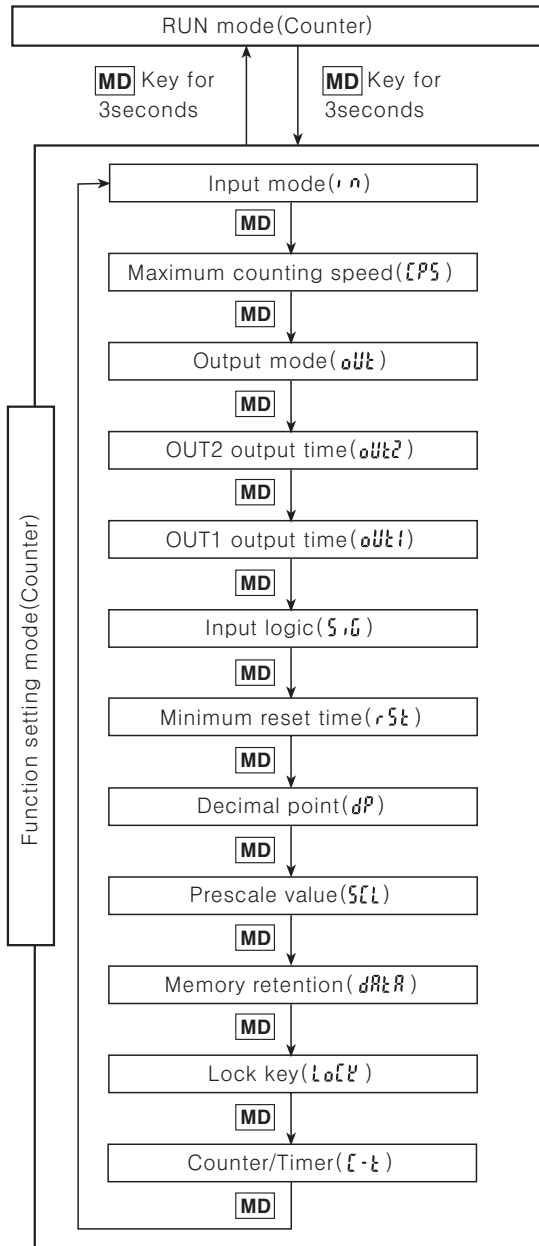 RUN mode(Counter)
MD Key for
3seconds
MD Key for
3seconds
Function setting mode(Counter)
Input mode(in)
MD
Maximum counting speed(CPS)
MD
Output mode(oUt)
MD
OUT2 output time(oUt2)
MD
OUT1 output time(oUt1)
MD
Input logic(SiG)
MD
Minimum reset time(rSt)
MD
Decimal point(dP)
MD
Prescale value(SCL)
MD
Memory retention(dAtA)
MD
Lock key(LoCK)
MD
Counter/Timer(C-t)
MD